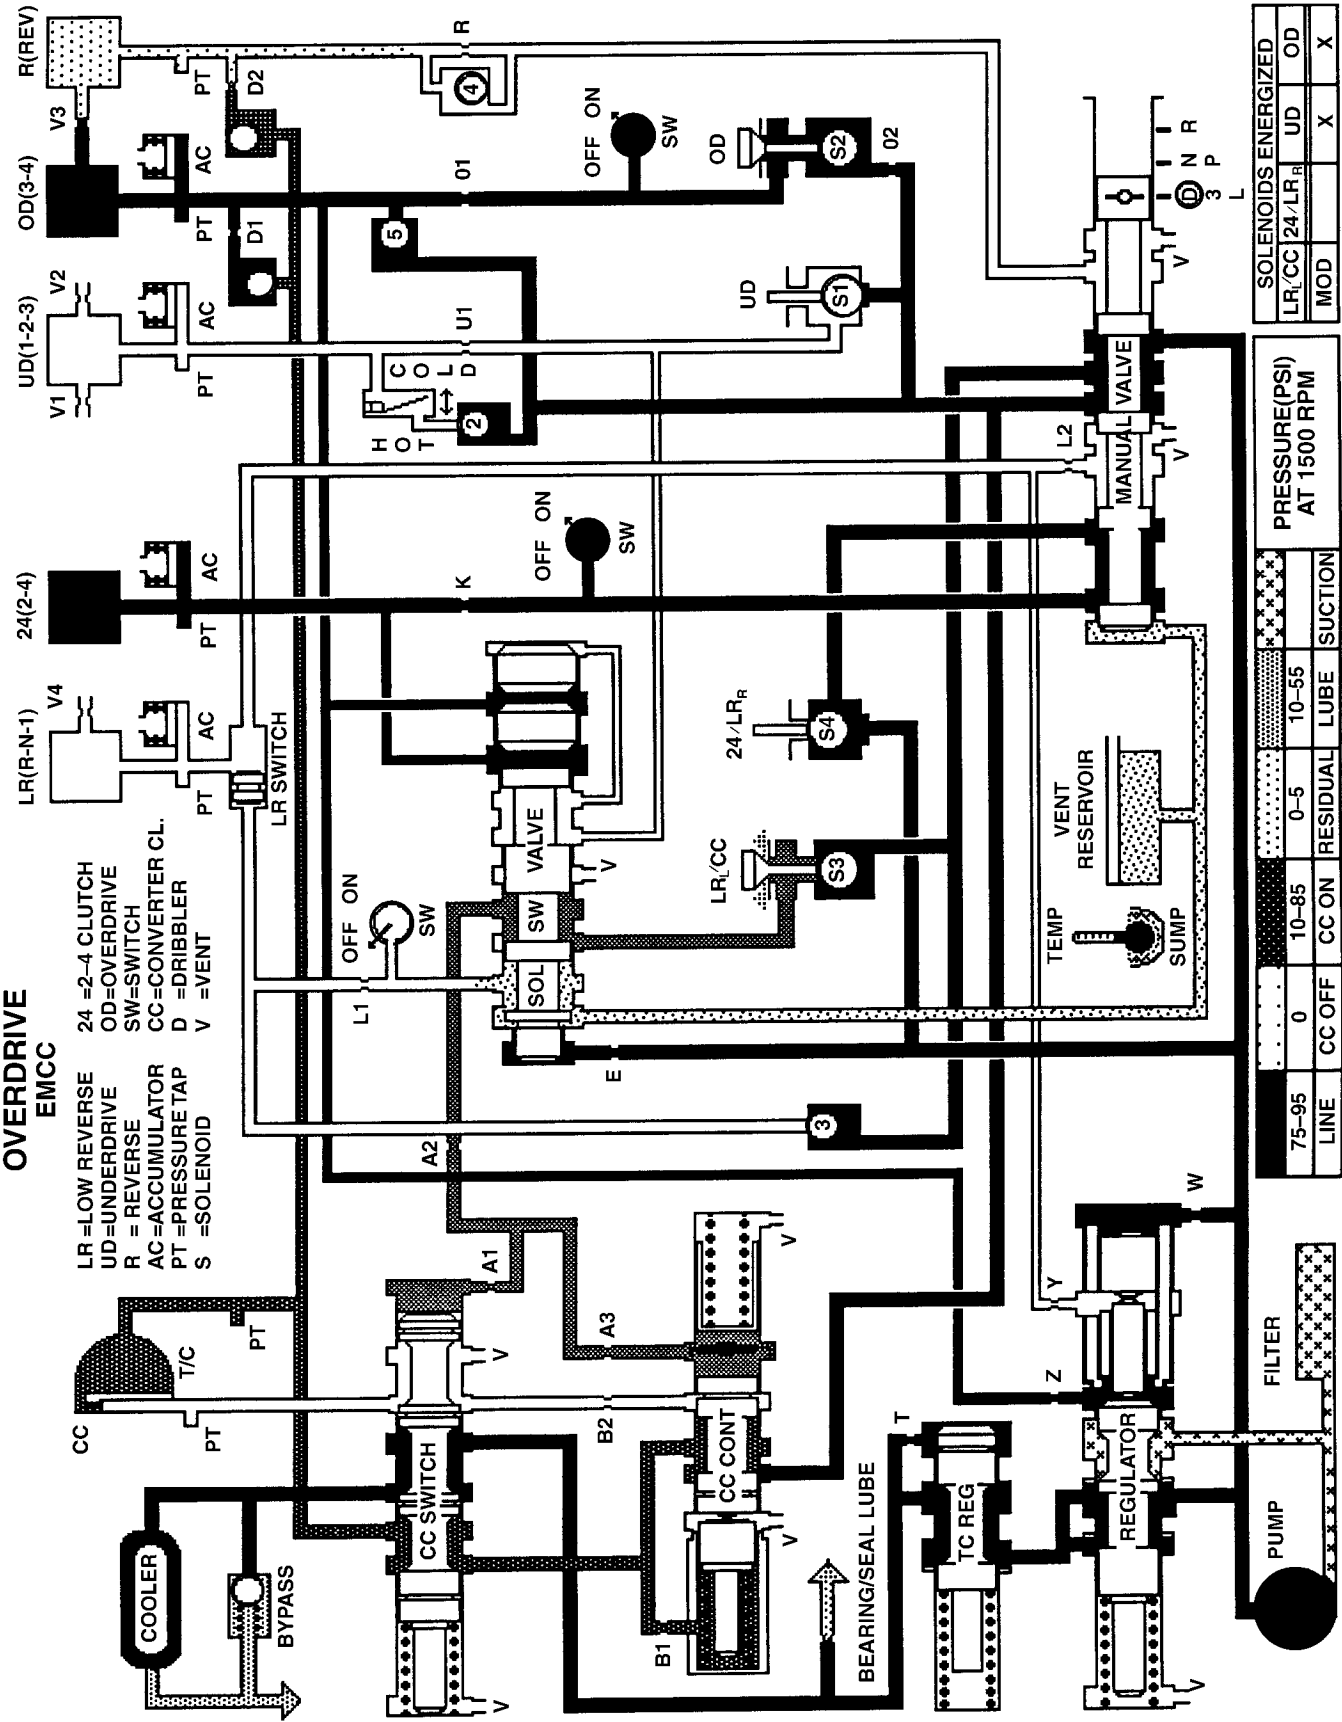 OVERDRIVE
EMCC
LR =LOW REVERSE
UD=UNDERDRIVE
R = REVERSE
AC=ACCUMULATOR
PT =PRESSURE TAP
S =SOLENOID
24 =2–4 CLUTCH
OD=OVERDRIVE
SW=SWITCH
CC=CONVERTER CL.
D =DRIBBLER
V =VENT
LR(R-N-1)
V4
PT
AC
LR SWITCH
24(2-4)
PT
AC
UD(1-2-3)
V1
V2
PT
AC
OD(3-4)
V3
PT
AC
D1
R(REV)
PT
D2
R
4
01
5
U1
COLD
HOT
2
K
OFF ON
SW
OFF ON
SW
OFF ON
SW
OD
S2
02
UD
S1
L2
L1
A2
A1
A3
3
E
SOL SW VALVE
V
LR/CC
S3
24/LRR
S4
MANUAL VALVE
V
V
D N R
3 P
L
TEMP
SUMP
VENT
RESERVOIR
COOLER
BYPASS
CC
T/C
PT
PT
CC SWITCH
V
V
B2
B1
CC CONT
V
V
BEARING/SEAL LUBE
T
TC REG
REGULATOR
V
Z
Y
W
PUMP
FILTER
75–95 0 10–85 0–5 10–55
LINE CC OFF CC ON RESIDUAL LUBE SUCTION
PRESSURE(PSI)
AT 1500 RPM
SOLENOIDS ENERGIZED
LRL/CC 24/LRR UD OD
MOD X X